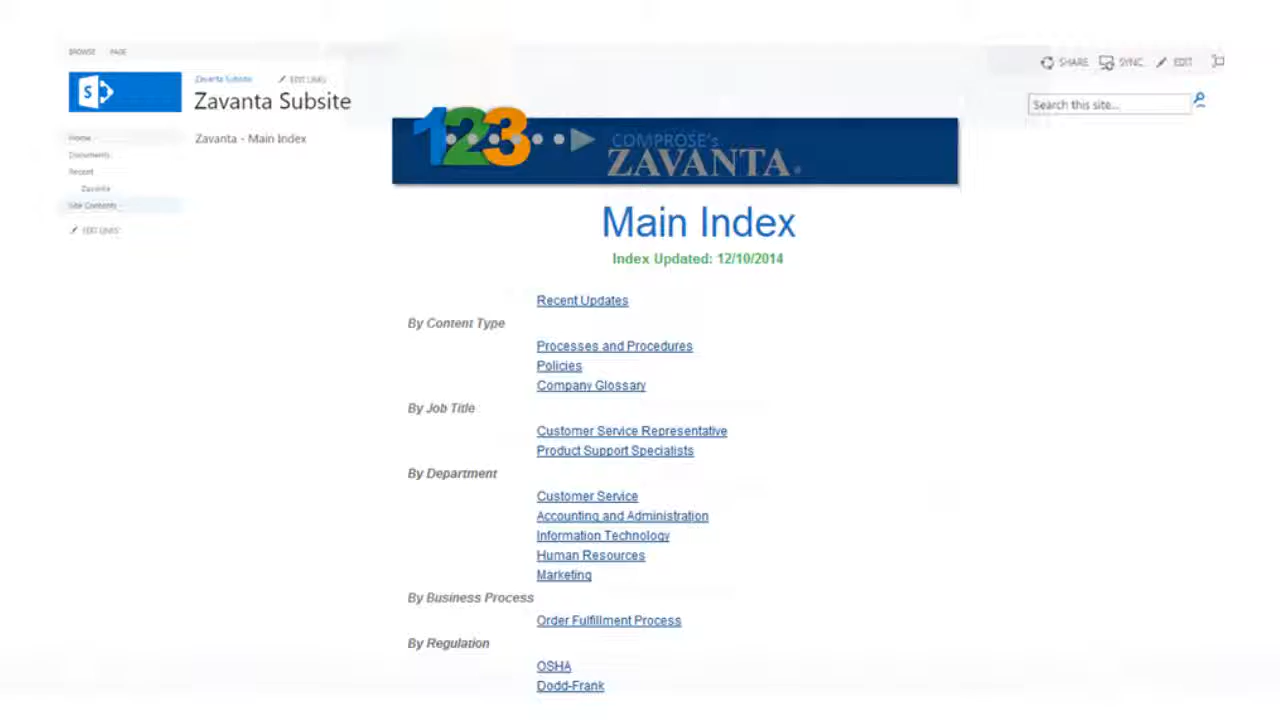 BROWSE PAGE
SHARE SYNC EDIT
S
Zavanta Subsite EDIT LINKS
Zavanta Subsite
Search this site...
Home
Zavanta - Main Index
Documents
Recent
Zavanta
Site Contents
EDIT LINKS
123
COMPROSE's
ZAVANTA®
Main Index
Index Updated: 12/10/2014
Recent Updates
By Content Type
Processes and Procedures
Policies
Company Glossary
By Job Title
Customer Service Representative
Product Support Specialists
By Department
Customer Service
Accounting and Administration
Information Technology
Human Resources
Marketing
By Business Process
Order Fulfillment Process
By Regulation
OSHA
Dodd-Frank